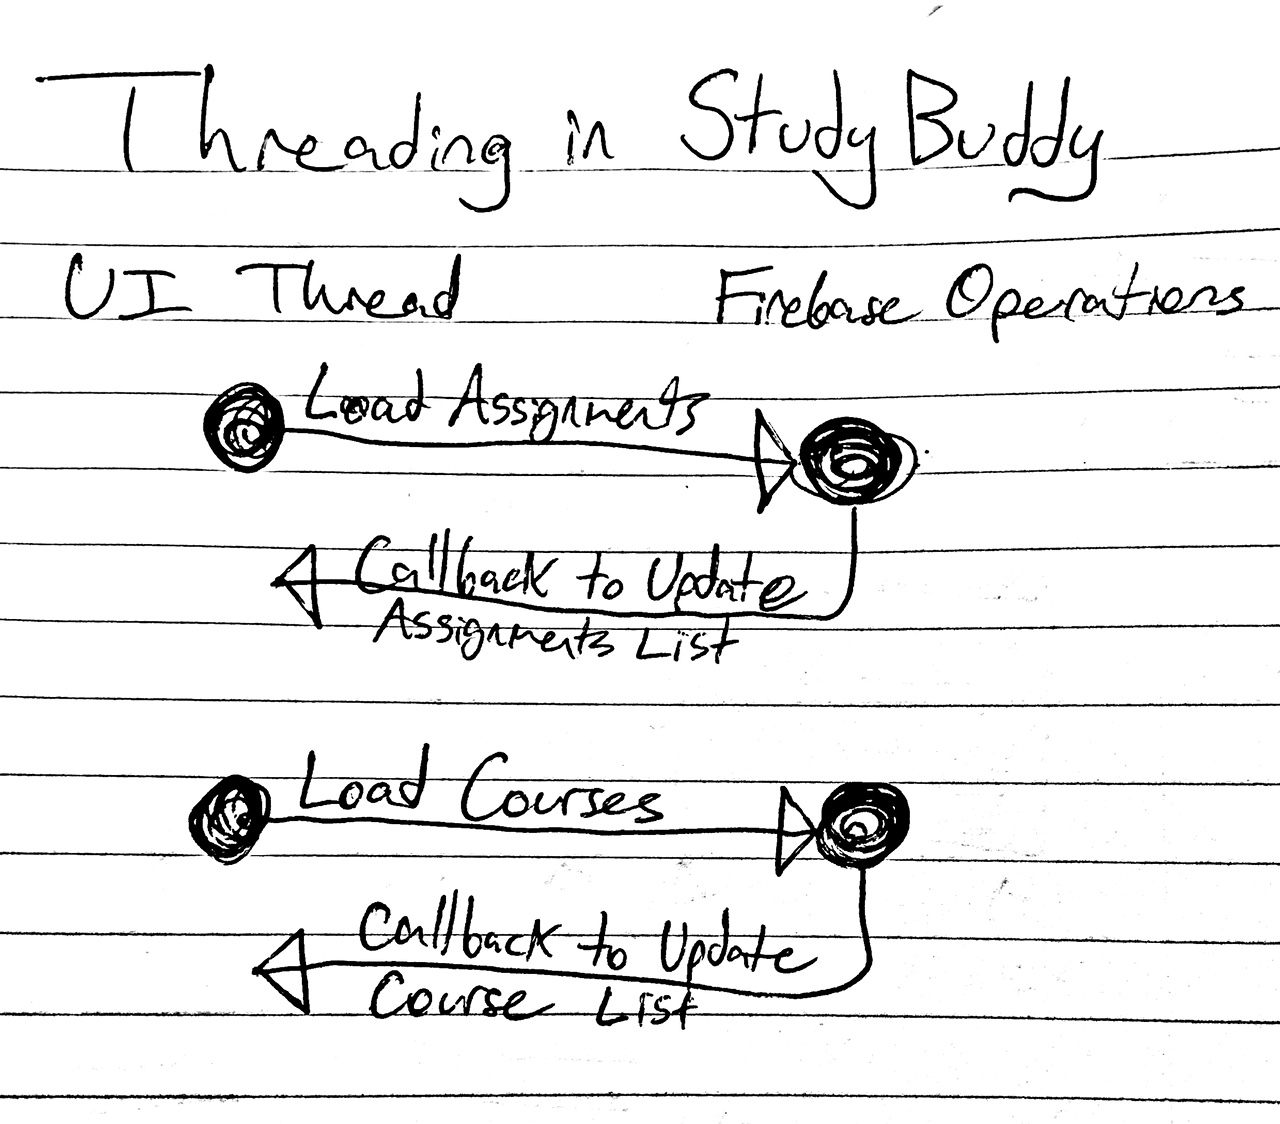 Threading in Study Buddy
UI Thread Firebase Operations
Load Assignments
Callback to Update
Assignments List
Load Courses
Callback to Update
Course List